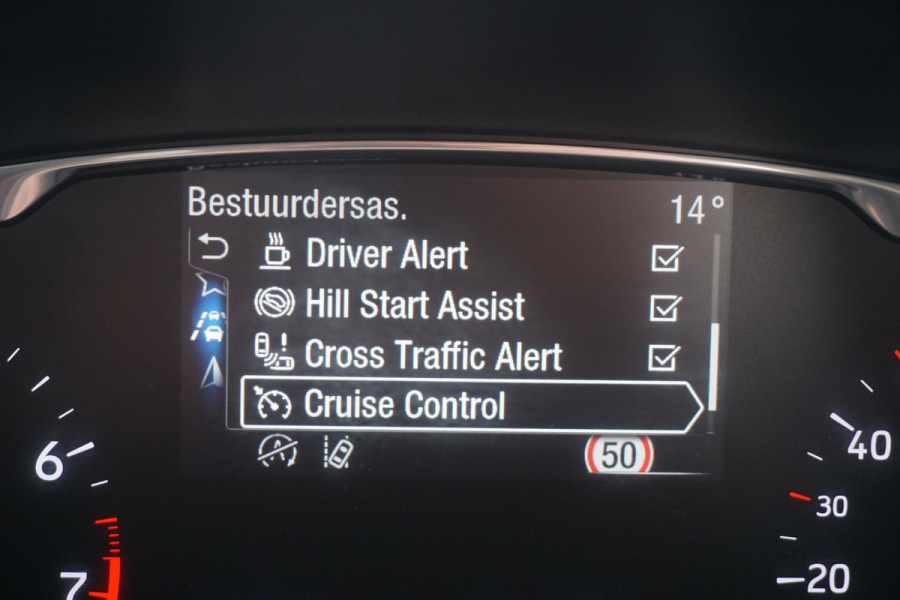 Bestuurdersas. 14°
Driver Alert
Hill Start Assist
Cross Traffic Alert
Cruise Control
50
6
7
40
30
20